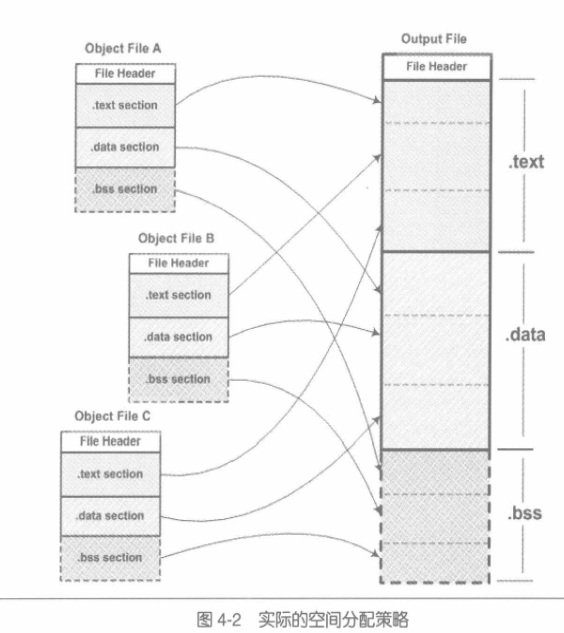 Object File A
File Header
.text section
.data section
.bss section
Object File B
File Header
.text section
.data section
.bss section
Object File C
File Header
.text section
.data section
.bss section
Output File
File Header
.text
.data
.bss
图 4-2 实际的空间分配策略